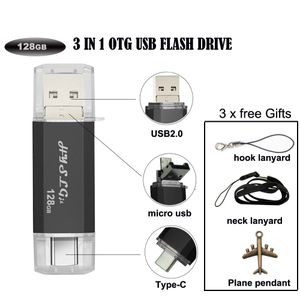 128GB
3 IN 1 OTG USB FLASH DRIVE
USB2.0
3 x free Gifts
hook lanyard
HYSLG
128GB
micro usb
neck lanyard
Type-C
Plane pendant